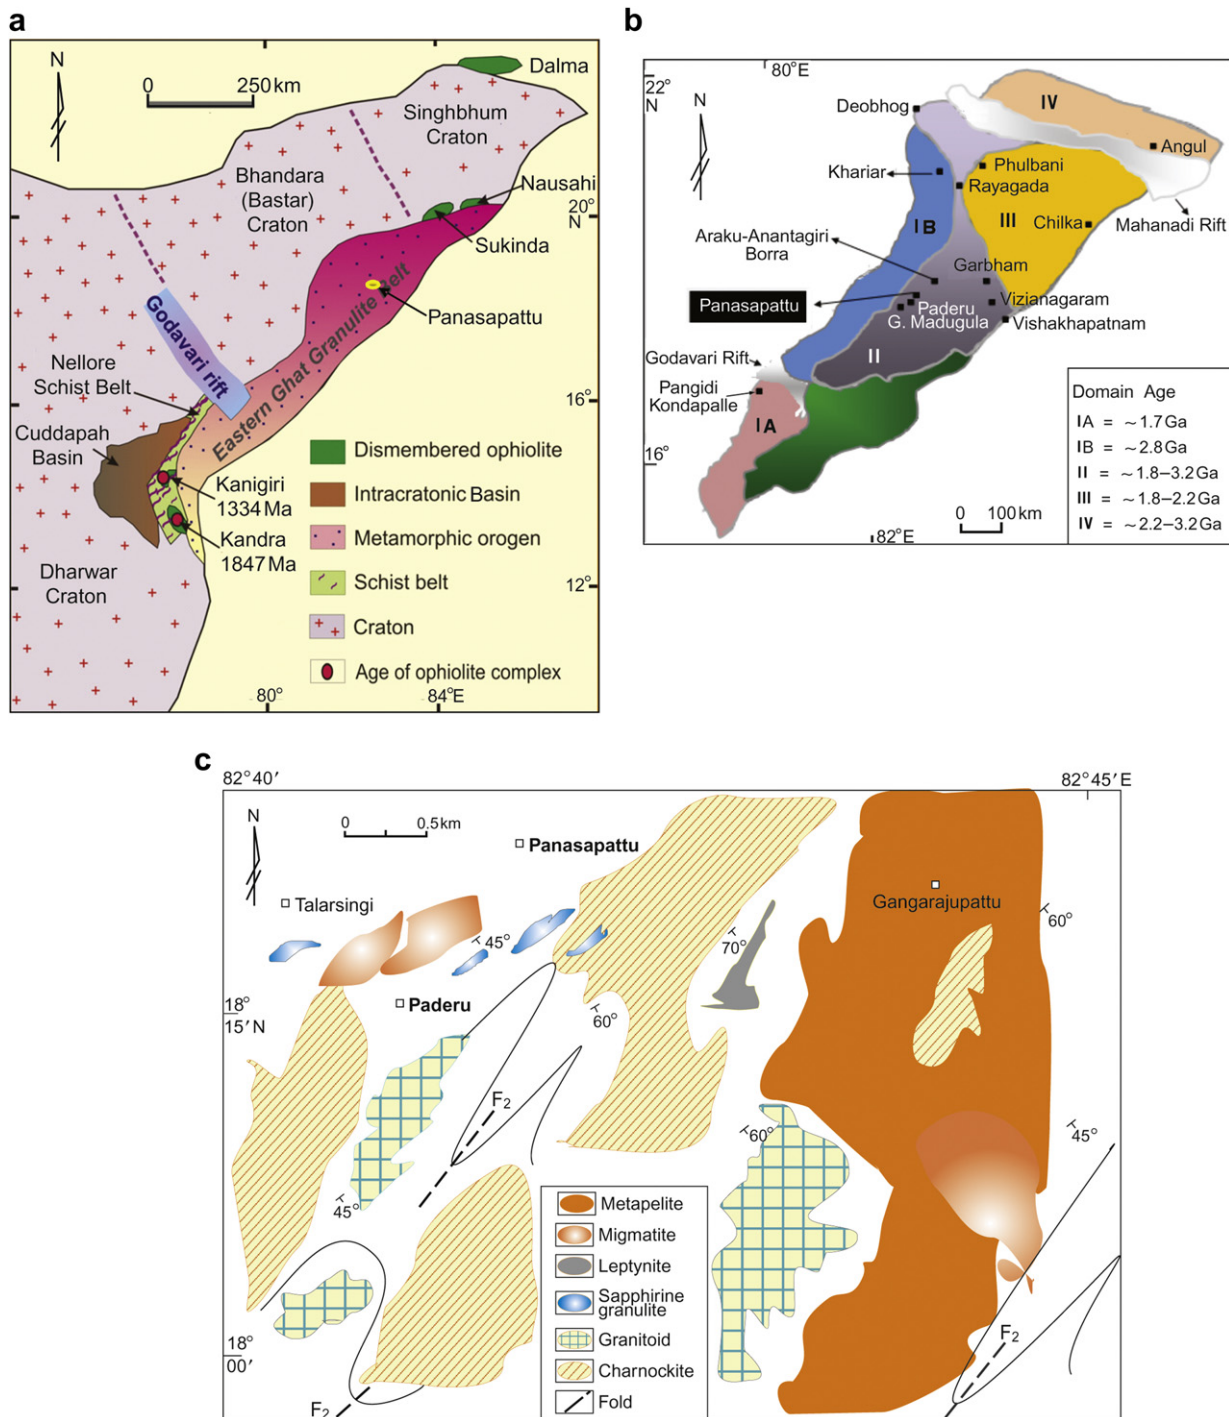 a
N
0 250 km
Dalma
Singhbhum
Craton
Bhandara
(Bastar)
Craton
Nausahi
20°
N
Sukinda
Panasapattu
Godavari rift
Eastern Ghat Granulite Belt
Nellore
Schist Belt
16°
Cuddapah
Basin
Kanigiri
1334 Ma
Kandra
1847 Ma
Dharwar
Craton
12°
Dismembered ophiolite
Intracratonic Basin
Metamorphic orogen
Schist belt
Craton
Age of ophiolite complex
80°
84°E
b
80°E
22°
N
N
Deobhog
IV
Angul
Khariar
Phulbani
Rayagada
III
Chilka
Mahanadi Rift
IB
Araku-Anantagiri
Borra
Garbham
Panasapattu
Paderu
G. Madugula
Vizianagaram
Vishakhapatnam
II
Godavari Rift
Pangidi
Kondapalle
IA
16°
0 100 km
82°E
Domain Age
IA = ~1.7 Ga
IB = ~2.8 Ga
II = ~1.8–3.2 Ga
III = ~1.8–2.2 Ga
IV = ~2.2–3.2 Ga
c
82° 40′
82° 45′ E
N
0 0.5 km
Panasapattu
Talarsingi
Gangarajupattu
45°
70°
60°
Paderu
18°
15′ N
60°
F2
60°
45°
45°
18°
00′
F2
F2
Metapelite
Migmatite
Leptynite
Sapphirine
granulite
Granitoid
Charnockite
Fold